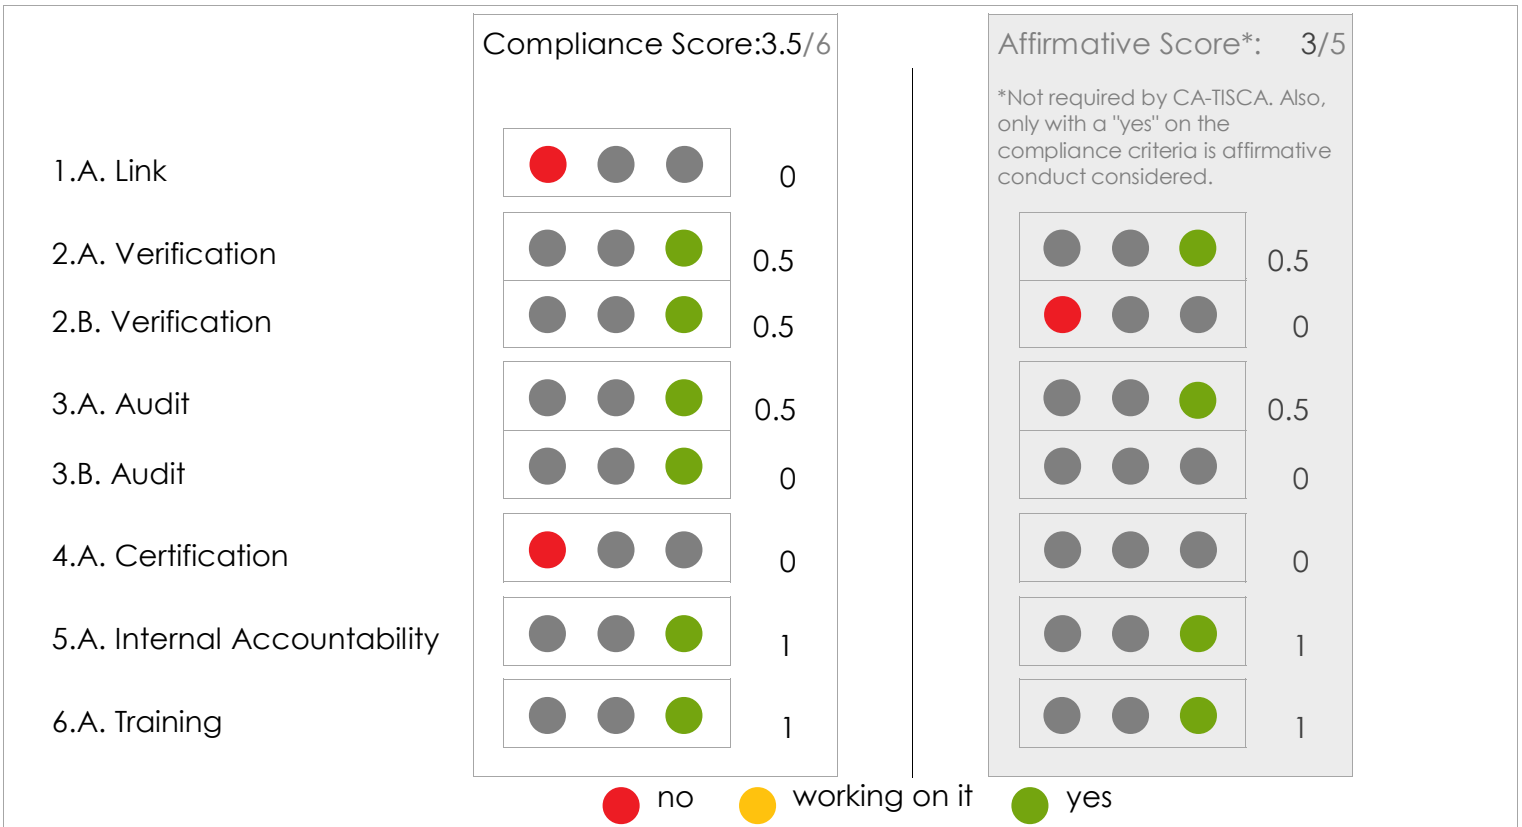 Compliance Score:3.5/6
Affirmative Score*: 3/5
*Not required by CA-TISCA. Also,
only with a "yes" on the
compliance criteria is affirmative
conduct considered.
1.A. Link 0
2.A. Verification 0.5 0.5
2.B. Verification 0.5 0
3.A. Audit 0.5 0.5
3.B. Audit 0 0
4.A. Certification 0 0
5.A. Internal Accountability 1 1
6.A. Training 1 1
no working on it yes